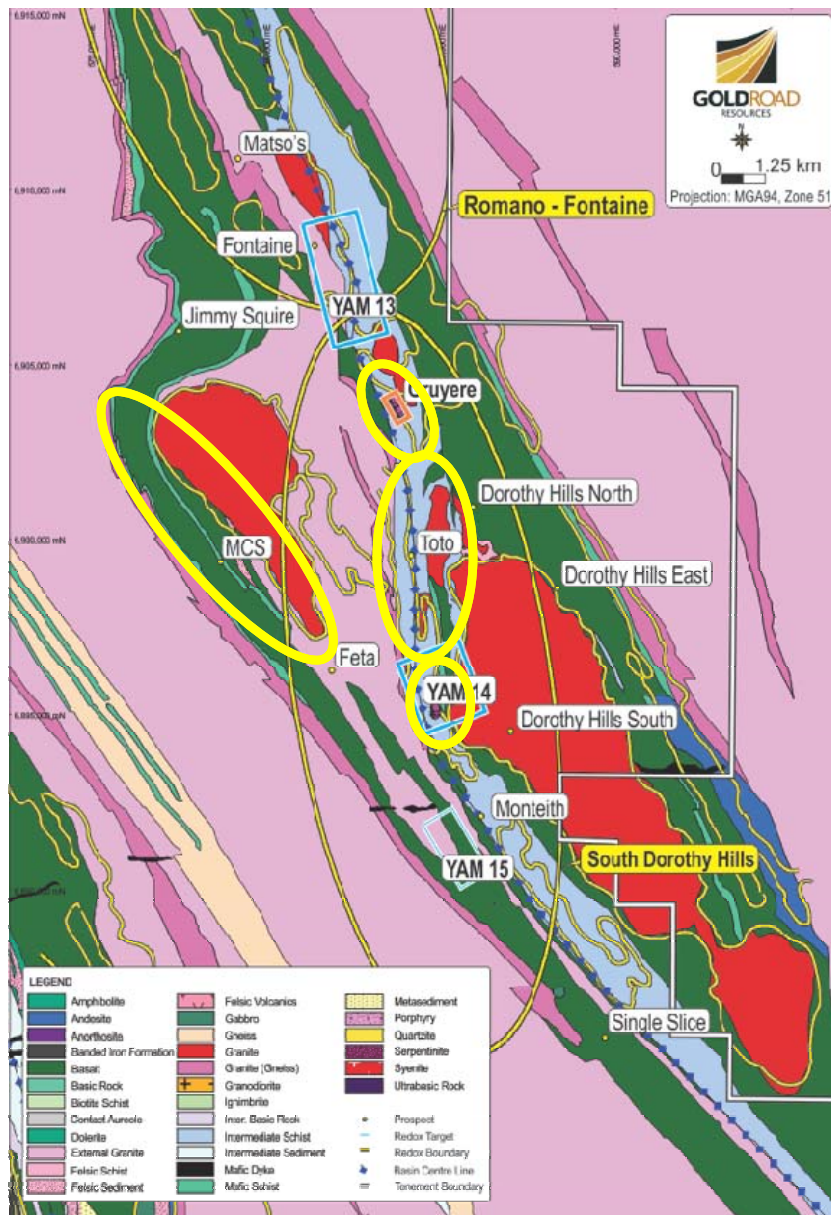 6,915,000 mN
GOLDROAD
RESOURCES
N
0 1.25 km
Projection: MGA94, Zone 51
Matso's
6,910,000 mN
Romano - Fontaine
Fontaine
YAM 13
Jimmy Squire
6,905,000 mN
Gruyere
Dorothy Hills North
6,900,000 mN
MCS
Toto
Dorothy Hills East
Feta
YAM 14
6,895,000 mN
Dorothy Hills South
Monteith
YAM 15
South Dorothy Hills
Single Slice
LEGEND
Amphibolite
Andesite
Anorthosite
Banded Iron Formation
Basalt
Basic Rock
Biotite Schist
Contact Aureole
Dolerite
External Granite
Felsic Schist
Felsic Sediment
Felsic Volcanics
Gabbro
Gneiss
Granite
Granite (Gneiss)
Granodiorite
Ignimbrite
Inter. Basic Rock
Intermediate Schist
Intermediate Sediment
Mafic Dyke
Mafic Schist
Metasediment
Porphyry
Quartzite
Serpentinite
Syenite
Ultrabasic Rock
Prospect
Redox Target
Redox Boundary
Basin Centre Line
Tenement Boundary